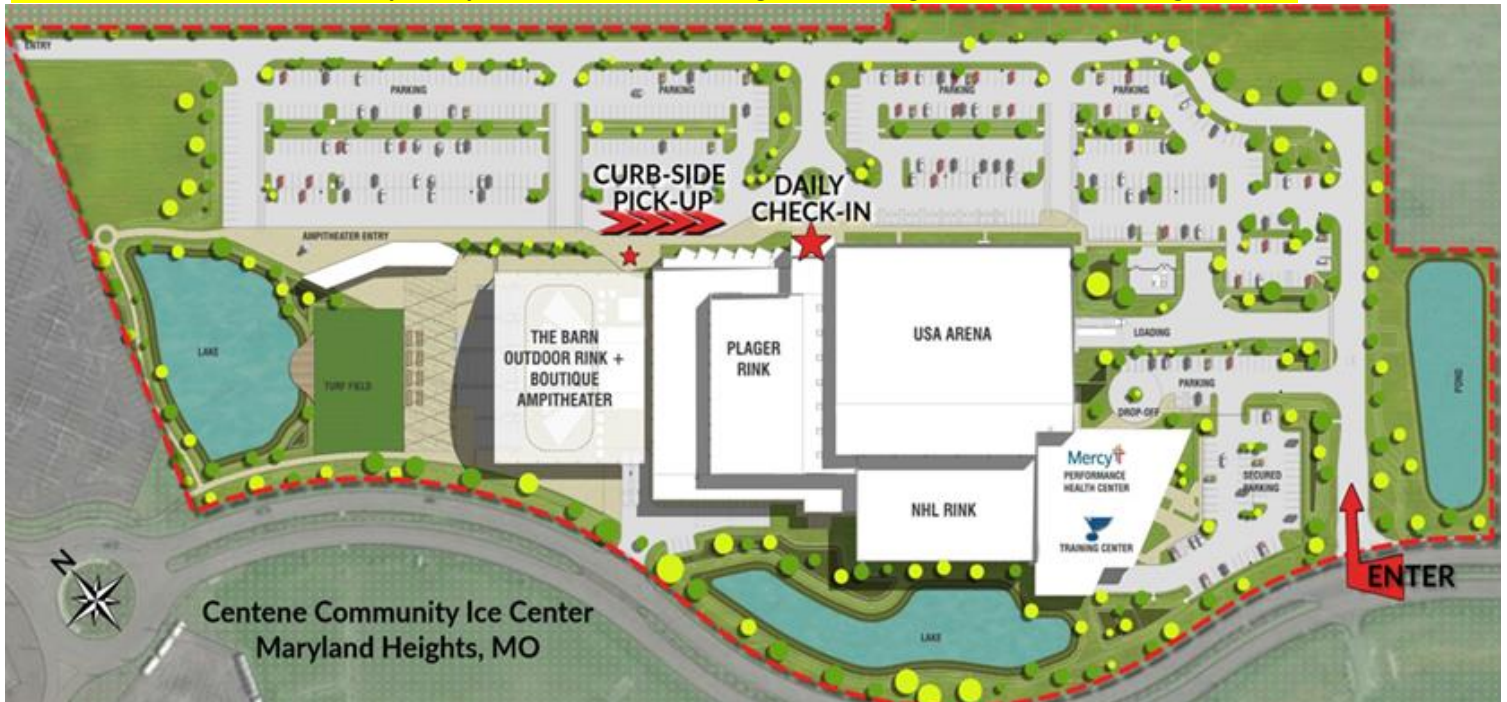 ENTRY
PARKING
PARKING
PARKING
PARKING
CURB-SIDE
PICK-UP
DAILY
CHECK-IN
AMPITHEATER ENTRY
LAKE
TURF FIELD
THE BARN
OUTDOOR RINK +
BOUTIQUE
AMPITHEATER
PLAGER
RINK
USA ARENA
LOADING
PARKING
DROP-OFF
POND
Mercy
PERFORMANCE
HEALTH CENTER
TRAINING CENTER
SECURED
PARKING
NHL RINK
ENTER
N
Centene Community Ice Center
Maryland Heights, MO
LAKE